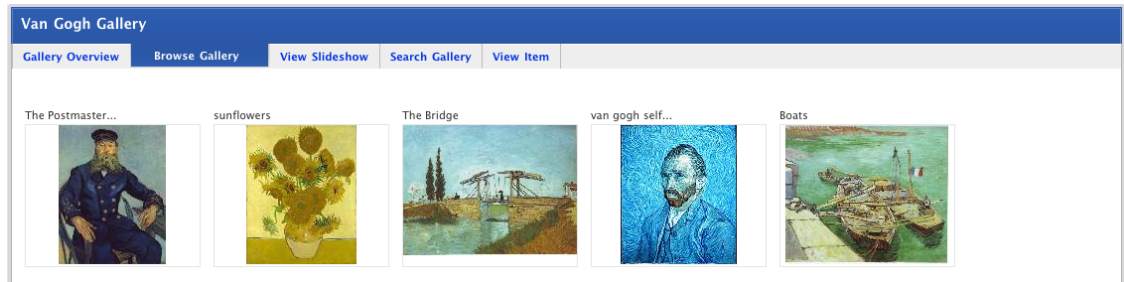 Van Gogh Gallery
Gallery Overview Browse Gallery View Slideshow Search Gallery View Item
The Postmaster... sunflowers The Bridge van gogh self... Boats